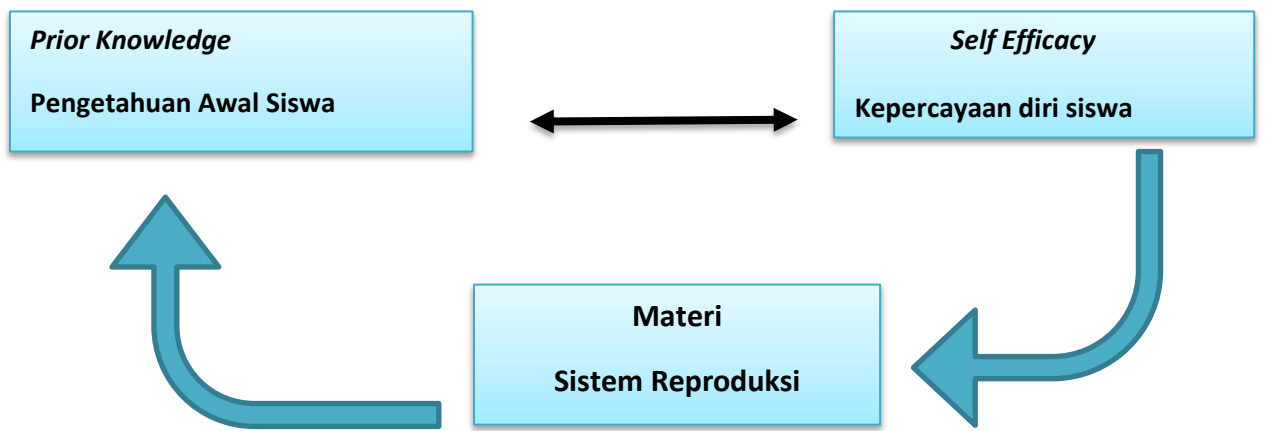 Prior Knowledge
Pengetahuan Awal Siswa
Self Efficacy
Kepercayaan diri siswa
Materi
Sistem Reproduksi